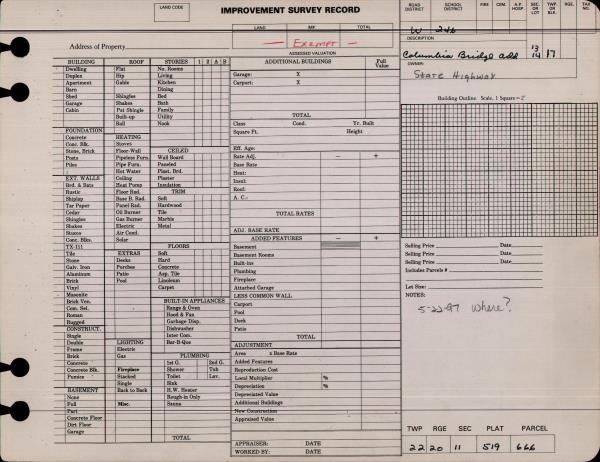 LAND CODE
IMPROVEMENT SURVEY RECORD
LAND IMP. TOTAL
— Exempt —
ASSESSED VALUATION
Address of Property
ROAD DISTRICT SCHOOL DISTRICT FIRE CEM. A.P. HOSP. SEC. OR LOT TWP. OR BLK. RGE. TAX NO.
W 246
DESCRIPTION
Columbia Bridge add 13 14 17
OWNER:
State Highway
Building Outline: Scale, 1 Square = 2'
BUILDING ROOF STORIES 1 2 A B
Dwelling Flat No. Rooms
Duplex Hip Living
Apartment Gable Kitchen
Barn Dining
Shed Shingles Bed
Garage Shakes Bath
Cabin Put Shingle Family
Built-up Utility
Ball Nook
FOUNDATION
Concrete HEATING
Conc. Blk. Stoves
Stone, Brick Floor-Wall CEILED
Posts Pipeless Furn. Wall Board
Piles Pipe Furn. Paneled
Hot Water Plast. Brd.
EXT. WALLS Ceiling Plaster
Brd. & Bats Heat Pump Insulation
Rustic Floor Rad. TRIM
Shiplap Base B. Rad. Soft
Tar Paper Panel Rad. Hardwood
Cedar Oil Burner Tile
Shingles Gas Burner Marble
Shakes Electric Metal
Stucco Air Cond.
Conc. Blks. Solar
TX-111 FLOORS
Tile EXTRAS Soft
Stone Decks Hard
Galv. Iron Porches Concrete
Aluminum Patio Asp. Tile
Brick Pool Linoleum
Vinyl Carpet
Masonite
Brick Ven. BUILT-IN APPLIANCES
Com. Sel. Range & Oven
Roman Hood & Fan
Rugged Garbage Disp.
CONSTRUCT. Dishwasher
Single Inter Com.
Double LIGHTING Bar-B-Que
Frame Electric
Brick Gas PLUMBING
Concrete 1st G. 2nd G.
Concrete Blk. Fireplace Shower Tub
Pumice Stacked Toilet Lav.
Single Sink
BASEMENT Back to Back H.W. Heater
None Rough-in Only
Full Misc. Sauna
Part
Concrete Floor
Dirt Floor
Garage
TOTAL
ADDITIONAL BUILDINGS Full Value
Garage: X
Carport: X
TOTAL
Class Cond. Yr. Built
Square Ft. Height
Eff. Age:
Rate Adj. — +
Base Rate
Heat:
Insul:
Roof:
A. C.:
TOTAL RATES
ADJ. BASE RATE
ADDED FEATURES — +
Basement
Basement Rooms
Built-ins
Plumbing
Fireplace
Attached Garage
LESS COMMON WALL
Carport
Pool
Deck
Patio
TOTAL
ADJUSTMENT
Area x Base Rate
Added Features
Reproduction Cost
Local Multiplier %
Depreciation %
Depreciated Value
Additional Buildings
New Construction
Appraised Value
APPRAISER: DATE
WORKED BY: DATE
Selling Price Date
Selling Price Date
Selling Price Date
Includes Parcels #
Lot Size:
NOTES:
5-22-97 Where?
TWP RGE SEC PLAT PARCEL
22 20 11 519 666